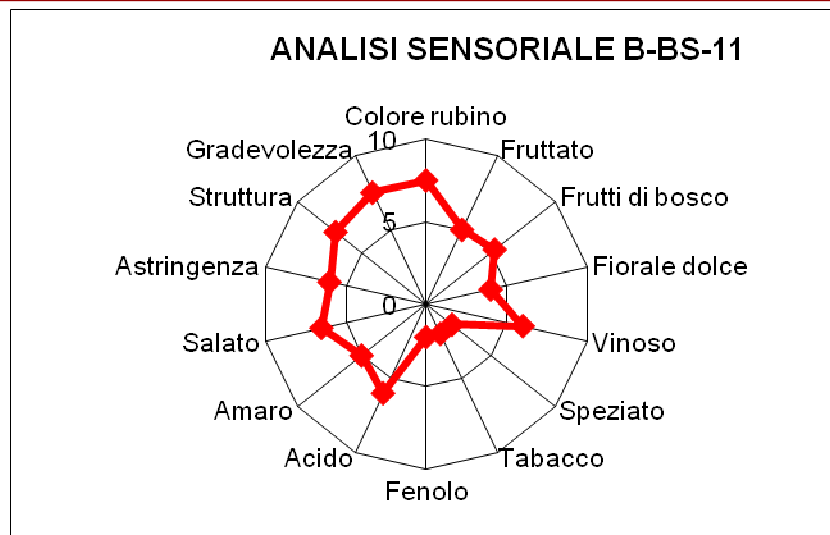 ANALISI SENSORIALE B-BS-11
Colore rubino
10
Gradevolezza
Fruttato
Struttura
Frutti di bosco
5
Astringenza
Fiorale dolce
0
Salato
Vinoso
Amaro
Speziato
Acido
Tabacco
Fenolo